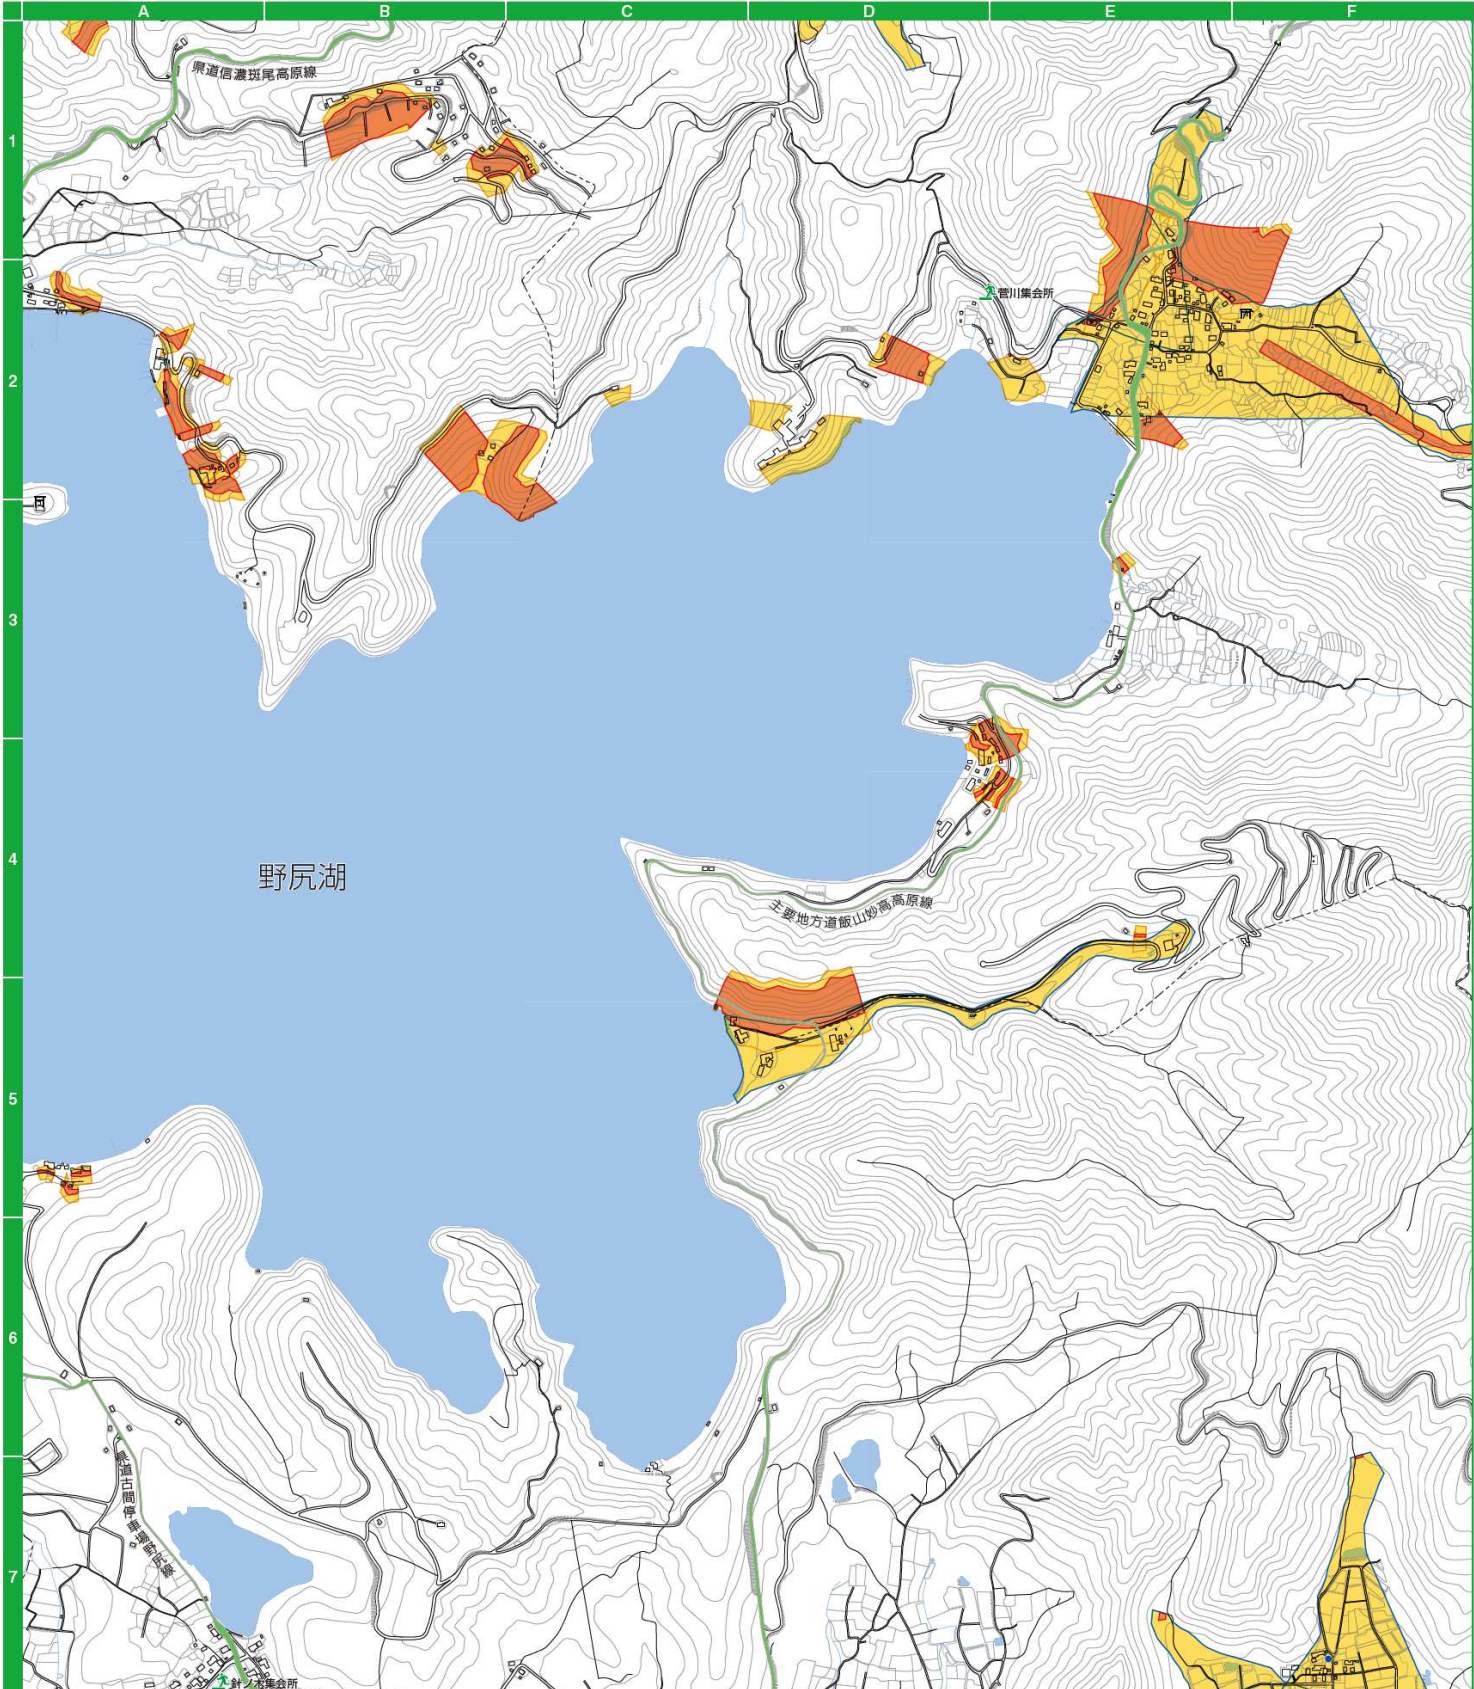 A B C D E F
1
2
3
4
5
6
7
県道信濃斑尾高原線
菅川集会所
野尻湖
主要地方道飯山妙高高原線
県道古間停車場野尻線
針ノ木集会所